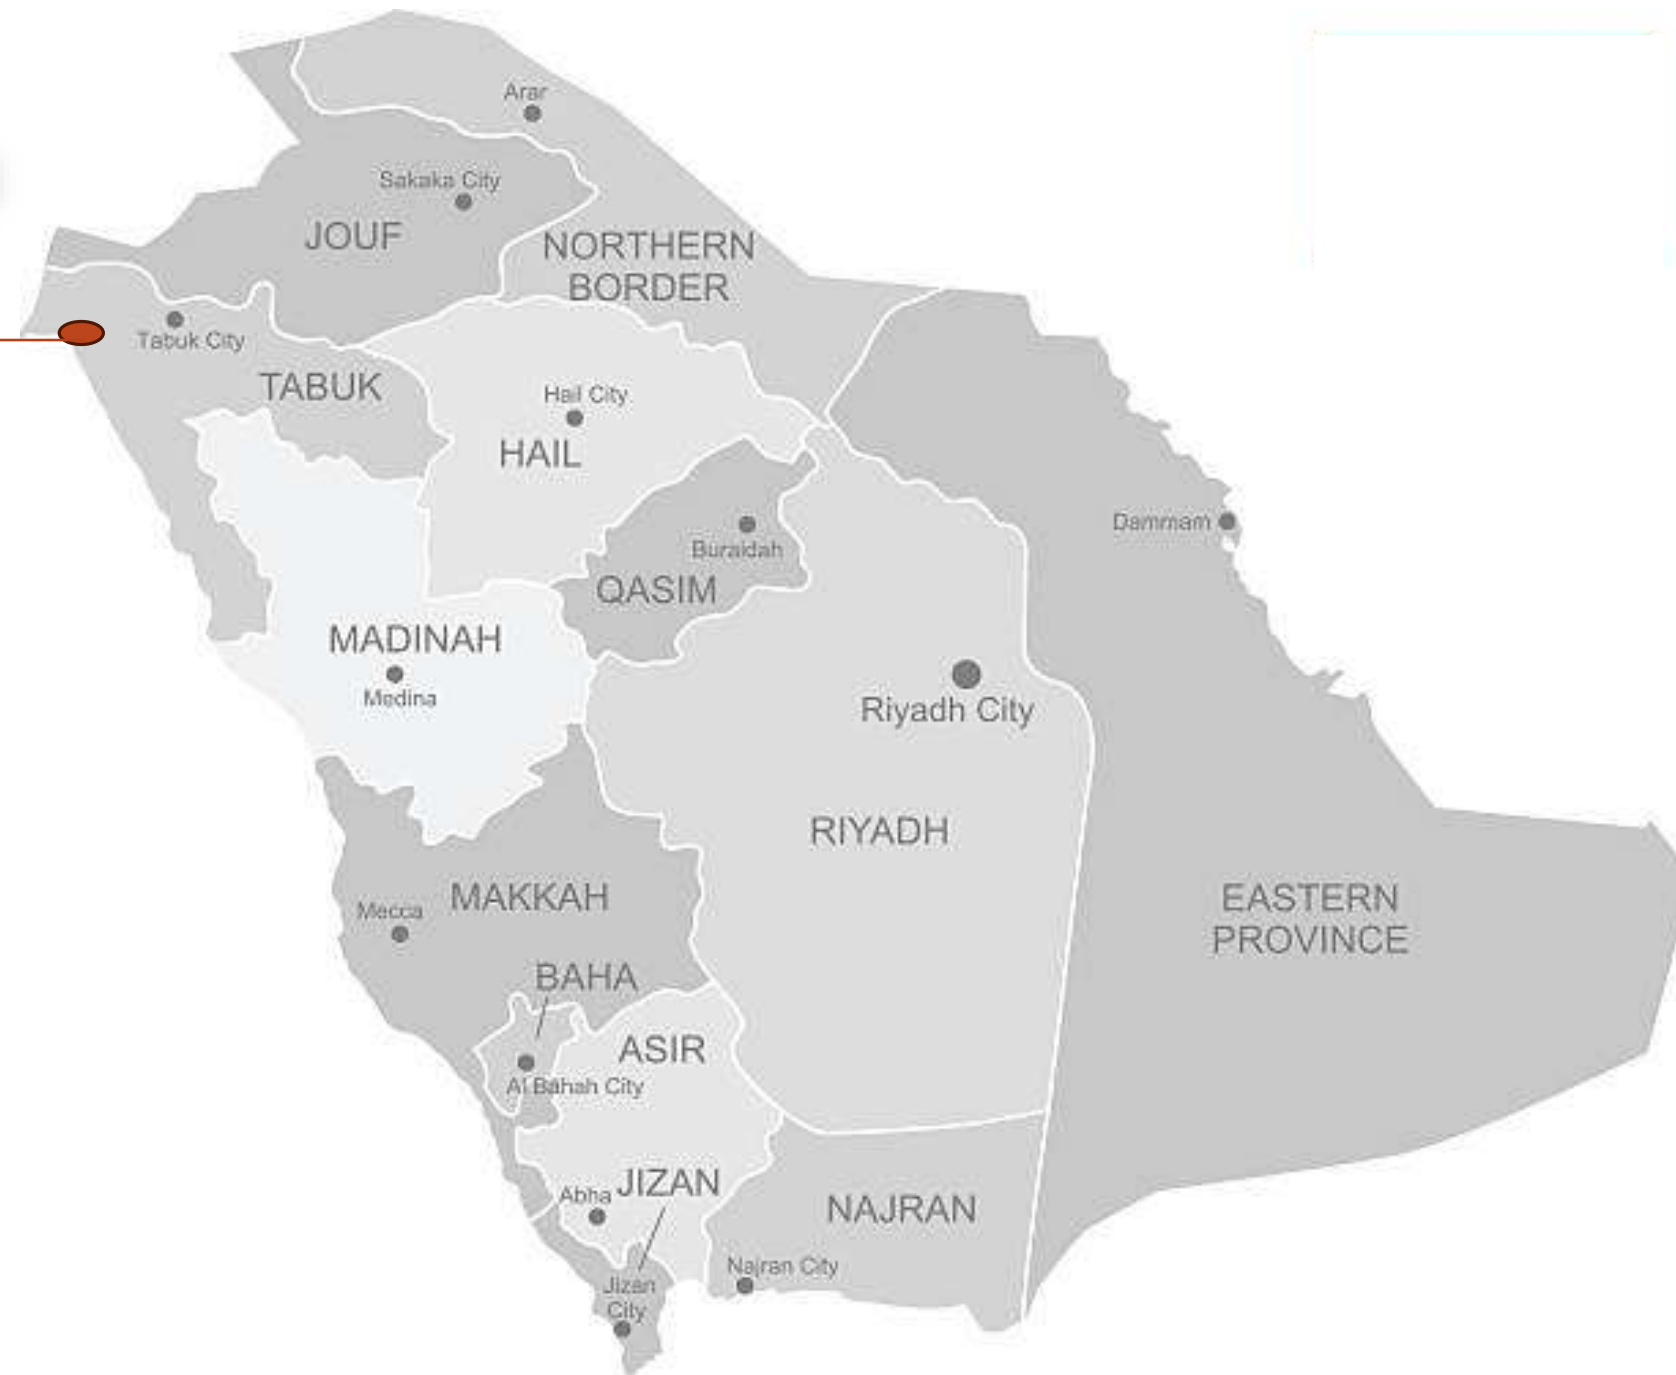 Arar
Sakaka City
JOUF
NORTHERN
BORDER
Tabuk City
TABUK
Hail City
HAIL
Dammam
Buraidah
QASIM
MADINAH
Medina
Riyadh City
RIYADH
MAKKAH
Mecca
EASTERN
PROVINCE
BAHA
ASIR
Al Bahah City
JIZAN
Abha
NAJRAN
Najran City
Jizan
City